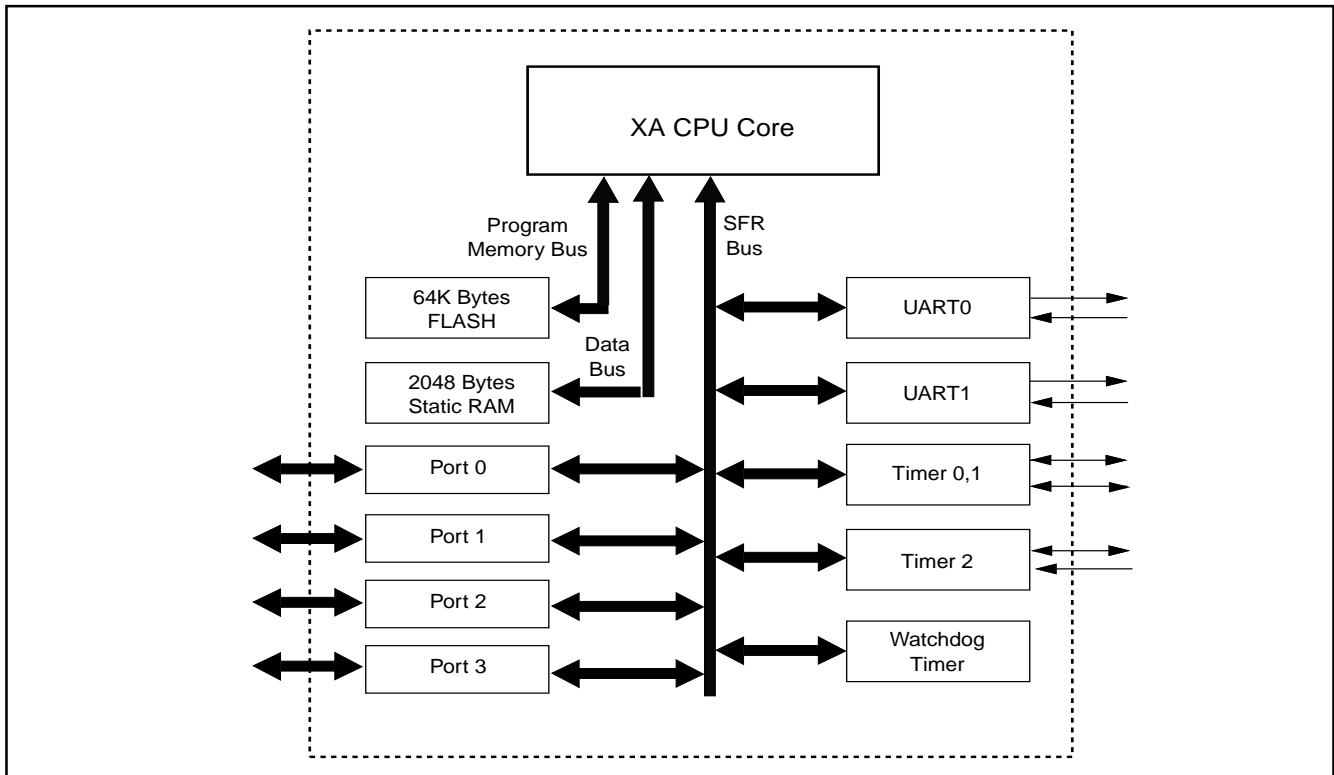 XA CPU Core
Program
Memory Bus
SFR
Bus
64K Bytes
FLASH
UART0
Data
Bus
2048 Bytes
Static RAM
UART1
Port 0
Timer 0,1
Port 1
Timer 2
Port 2
Watchdog
Timer
Port 3